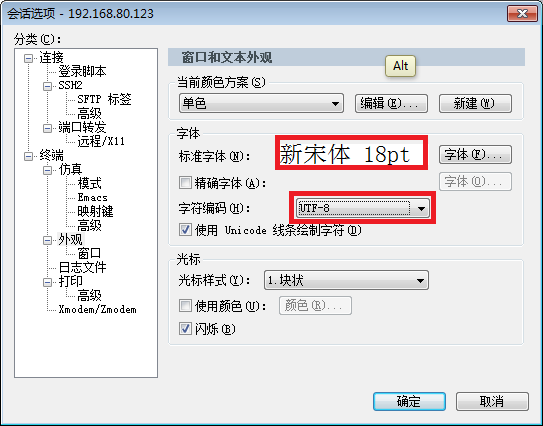 会话选项 - 192.168.80.123
分类(C):
连接
登录脚本
SSH2
SFTP 标签
高级
端口转发
远程/X11
终端
仿真
模式
Emacs
映射键
高级
外观
窗口
日志文件
打印
高级
Xmodem/Zmodem
窗口和文本外观
Alt
当前颜色方案(S)
单色
编辑(E)...
新建(W)
字体
标准字体(N):
新宋体 18pt
字体(F)...
精确字体(A):
字体(O)...
字符编码(H):
UTF-8
使用 Unicode 线条绘制字符(D)
光标
光标样式(Y):
1.块状
使用颜色(U):
颜色(R)...
闪烁(B)
确定
取消